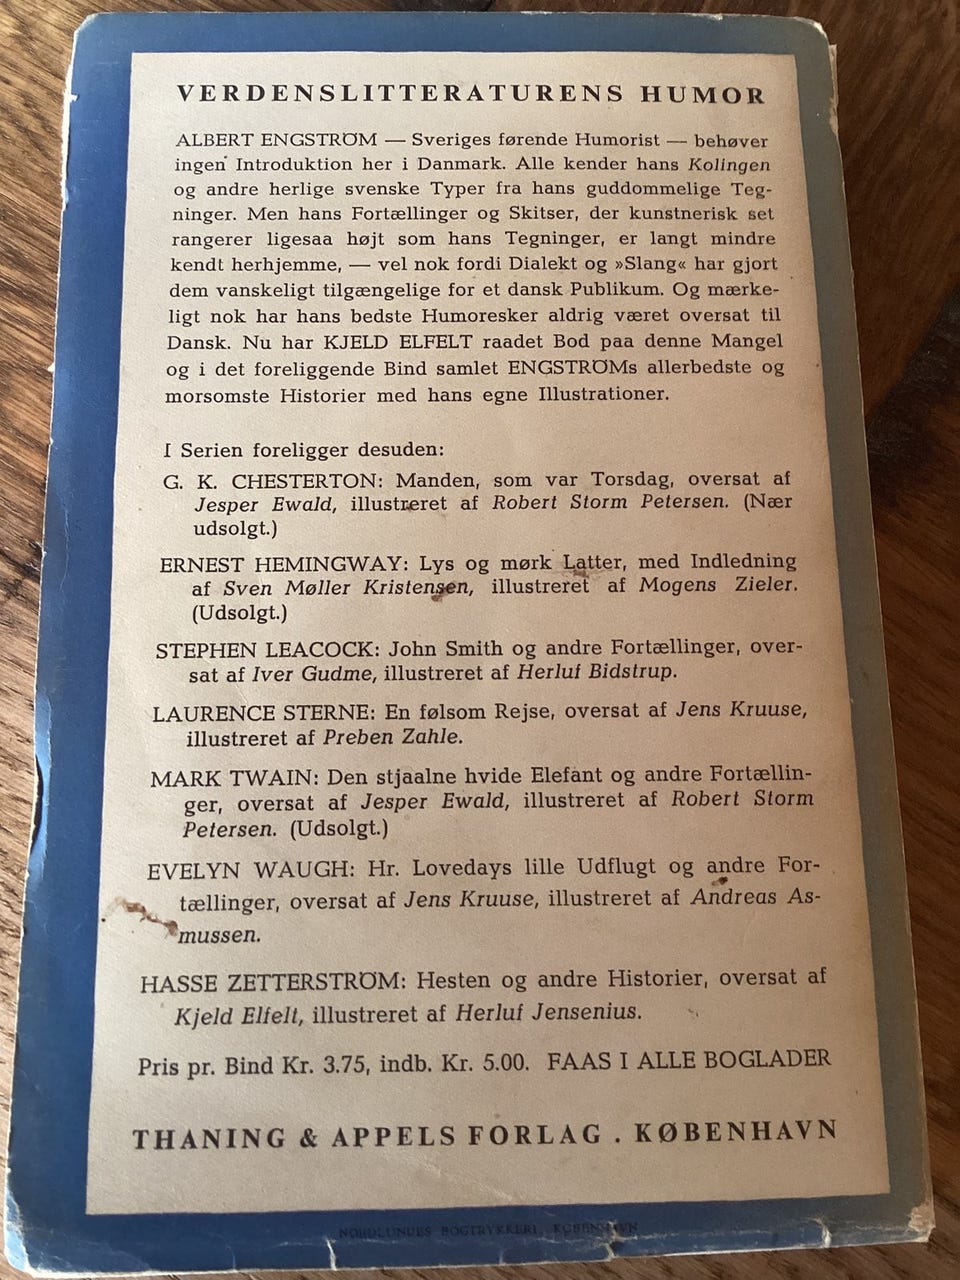 VERDENSLITTERATURENS HUMOR
ALBERT ENGSTRÖM — Sveriges førende Humorist — behøver
ingen Introduktion her i Danmark. Alle kender hans Kolingen
og andre herlige svenske Typer fra hans guddommelige Teg-
ninger. Men hans Fortællinger og Skitser, der kunstnerisk set
rangerer ligesaa højt som hans Tegninger, er langt mindre
kendt herhjemme, — vel nok fordi Dialekt og »Slang« har gjort
dem vanskeligt tilgængelige for et dansk Publikum. Og mærke-
ligt nok har hans bedste Humoresker aldrig været oversat til
Dansk. Nu har KJELD ELFELT raadet Bod paa denne Mangel
og i det foreliggende Bind samlet ENGSTRÖMs allerbedste og
morsomste Historier med hans egne Illustrationer.
I Serien foreligger desuden:
G. K. CHESTERTON: Manden, som var Torsdag, oversat af
Jesper Ewald, illustreret af Robert Storm Petersen. (Nær
udsolgt.)
ERNEST HEMINGWAY: Lys og mørk Latter, med Indledning
af Sven Møller Kristensen, illustreret af Mogens Zieler.
(Udsolgt.)
STEPHEN LEACOCK: John Smith og andre Fortællinger, over-
sat af Iver Gudme, illustreret af Herluf Bidstrup.
LAURENCE STERNE: En følsom Rejse, oversat af Jens Kruuse,
illustreret af Preben Zahle.
MARK TWAIN: Den stjaalne hvide Elefant og andre Fortællin-
ger, oversat af Jesper Ewald, illustreret af Robert Storm
Petersen. (Udsolgt.)
EVELYN WAUGH: Hr. Lovedays lille Udflugt og andre For-
tællinger, oversat af Jens Kruuse, illustreret af Andreas As-
mussen.
HASSE ZETTERSTRÖM: Hesten og andre Historier, oversat af
Kjeld Elfelt, illustreret af Herluf Jensenius.
Pris pr. Bind Kr. 3.75, indb. Kr. 5.00. FAAS I ALLE BOGLADER
THANING & APPELS FORLAG . KØBENHAVN
NORDLUNDES BOGTRYKKERI, KØBENHAVN